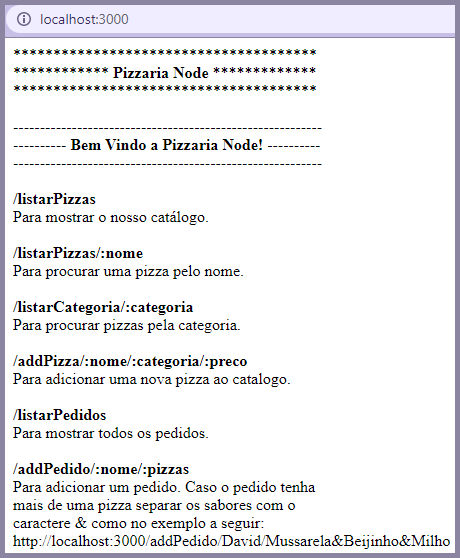 localhost:3000
**************************************
************ Pizzaria Node *************
**************************************
----------------------------------------------------------
---------- Bem Vindo a Pizzaria Node! ----------
----------------------------------------------------------
/listarPizzas
Para mostrar o nosso catálogo.
/listarPizzas/:nome
Para procurar uma pizza pelo nome.
/listarCategoria/:categoria
Para procurar pizzas pela categoria.
/addPizza/:nome/:categoria/:preco
Para adicionar uma nova pizza ao catalogo.
/listarPedidos
Para mostrar todos os pedidos.
/addPedido/:nome/:pizzas
Para adicionar um pedido. Caso o pedido tenha
mais de uma pizza separar os sabores com o
caractere & como no exemplo a seguir:
http://localhost:3000/addPedido/David/Mussarela&Beijinho&Milho